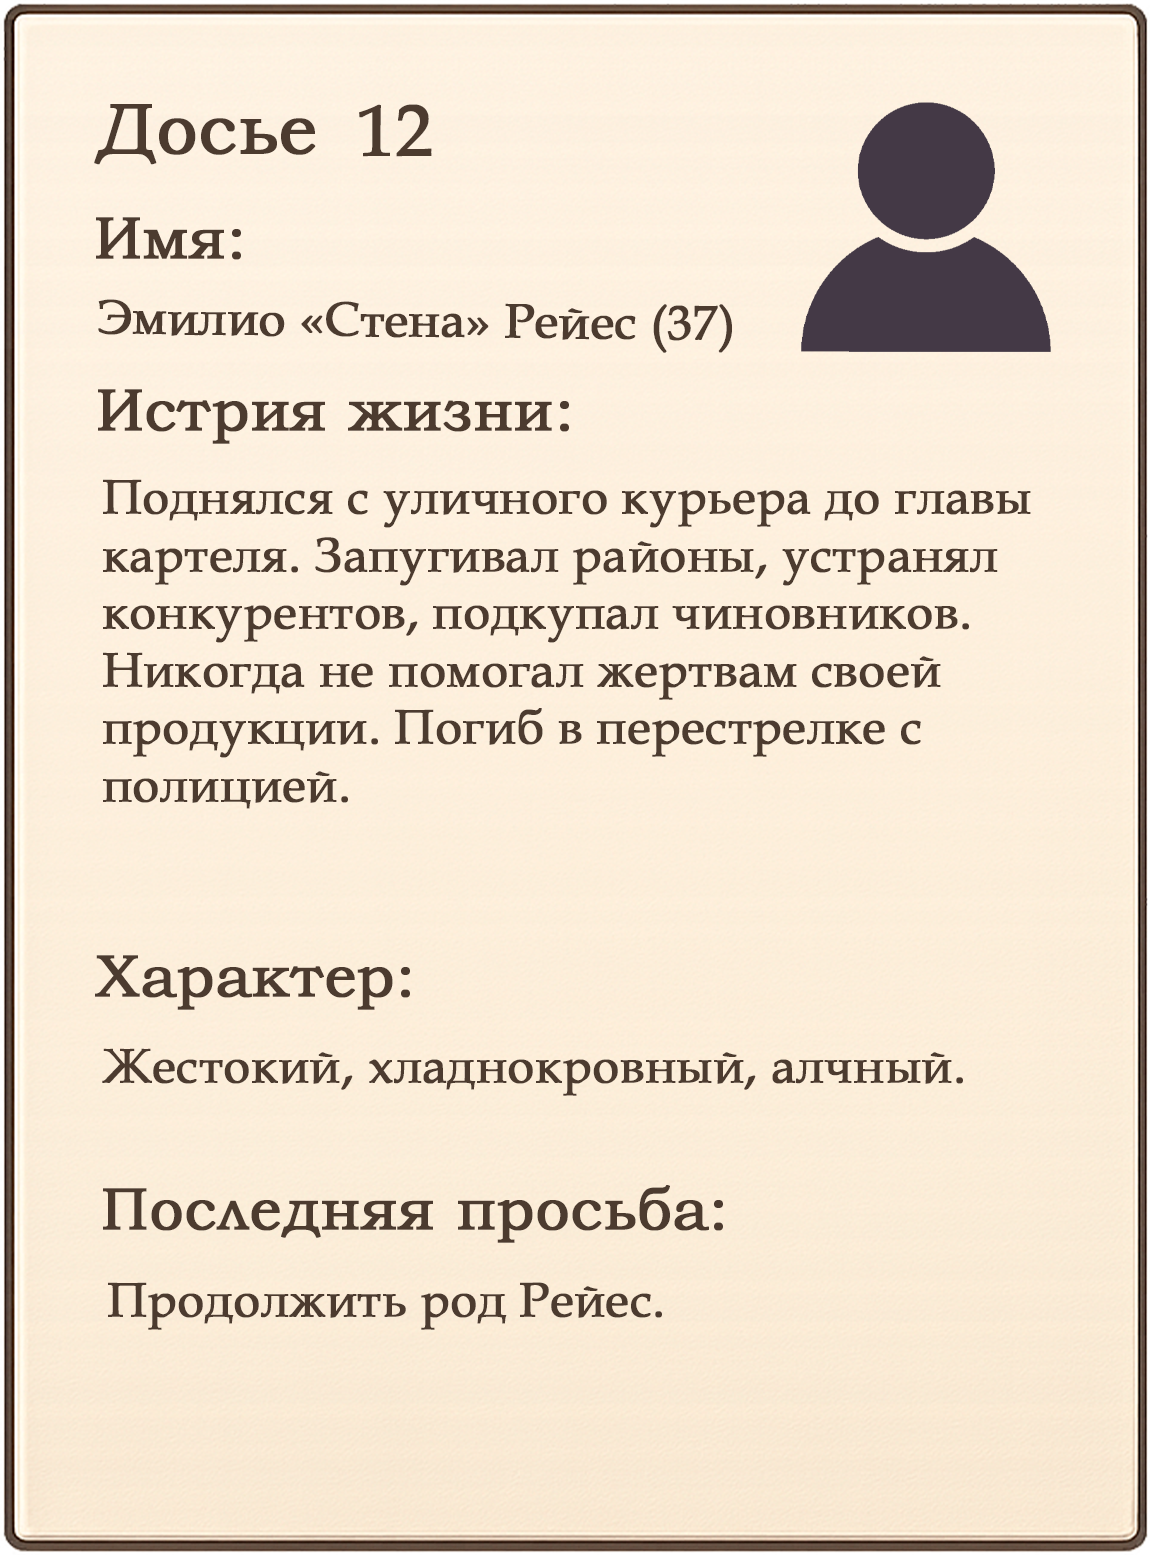 Досье 12
Имя:
Эмилио «Стена» Рейес (37)
Истрия жизни:
Поднялся с уличного курьера до главы
картеля. Запугивал районы, устранял
конкурентов, подкупал чиновников.
Никогда не помогал жертвам своей
продукции. Погиб в перестрелке с
полицией.
Характер:
Жестокий, хладнокровный, алчный.
Последняя просьба:
Продолжить род Рейес.